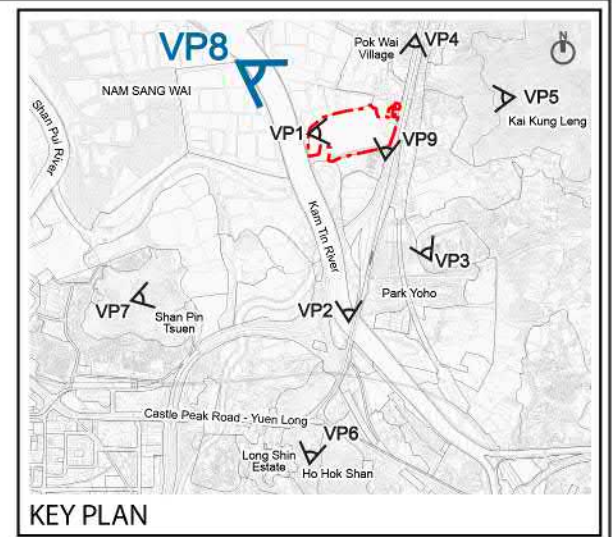 VP8
Pok Wai
Village
VP4
N
NAM SANG WAI
VP5
Kai Kung Leng
Shan Pui River
VP1
VP9
Kam Tin River
VP3
Park Yoho
VP7
Shan Pin
Tsuen
VP2
Castle Peak Road - Yuen Long
VP6
Long Shin
Estate
Ho Hok Shan
KEY PLAN